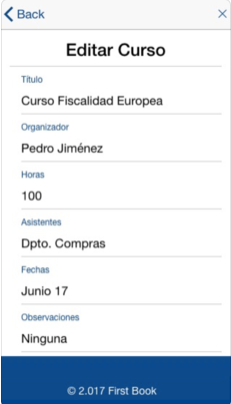 Back
Editar Curso
Título
Curso Fiscalidad Europea
Organizador
Pedro Jiménez
Horas
100
Asistentes
Dpto. Compras
Fechas
Junio 17
Observaciones
Ninguna
© 2.017 First Book